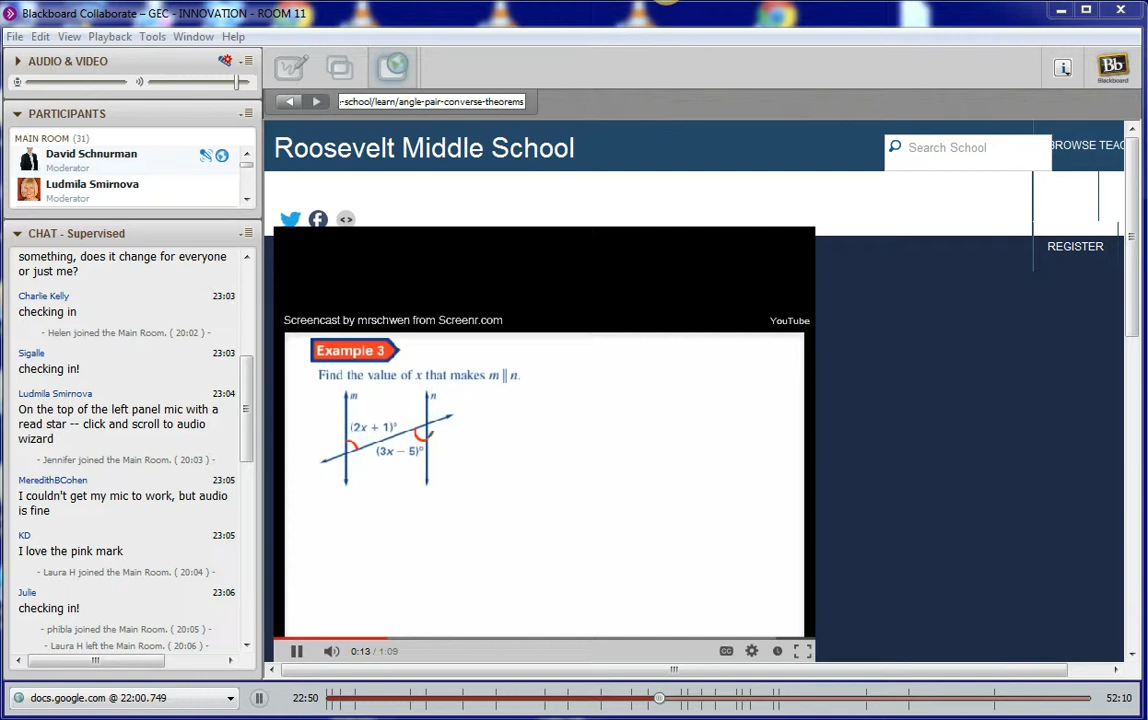 Blackboard Collaborate – GEC - INNOVATION - ROOM 11
File Edit View Playback Tools Window Help
AUDIO & VIDEO
PARTICIPANTS
MAIN ROOM (31)
David Schnurman
Moderator
Ludmila Smirnova
Moderator
CHAT - Supervised
something, does it change for everyone
or just me?
Charlie Kelly 23:03
checking in
- Helen joined the Main Room. ( 20:02 ) -
Sigalle 23:03
checking in!
Ludmila Smirnova 23:04
On the top of the left panel mic with a
read star -- click and scroll to audio
wizard
- Jennifer joined the Main Room. ( 20:04 ) -
MeredithBCohen 23:05
I couldn't get my mic to work, but audio
is fine
KD 23:05
I love the pink mark
- Laura H joined the Main Room. ( 20:04 ) -
Julie 23:06
checking in!
- phibla joined the Main Room. ( 20:05 ) -
- Laura H left the Main Room. ( 20:06 ) -
docs.google.com @ 22:00.749
22:50
52:10
:-school/learn/angle-pair-converse-theorems
i
Bb
Blackboard
Roosevelt Middle School
Search School
BROWSE TEAC
REGISTER
Screencast by mrschwen from Screenr.com
YouTube
Example 3
Find the value of x that makes m || n.
m
n
(2x + 1)°
(3x − 5)°
0:13 / 1:09
CC